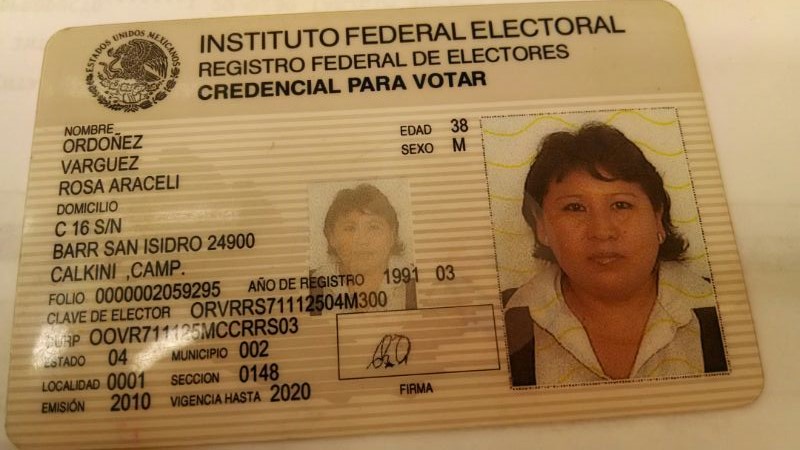 ESTADOS UNIDOS MEXICANOS
INSTITUTO FEDERAL ELECTORAL
REGISTRO FEDERAL DE ELECTORES
CREDENCIAL PARA VOTAR
NOMBRE
ORDOÑEZ
VARGUEZ
ROSA ARACELI
EDAD 38
SEXO M
DOMICILIO
C 16 S/N
BARR SAN ISIDRO 24900
CALKINI ,CAMP.
FOLIO 0000002059295 AÑO DE REGISTRO 1991 03
CLAVE DE ELECTOR ORVRRS71112504M300
CURP OOVR711125MCCRRS03
ESTADO 04 MUNICIPIO 002
LOCALIDAD 0001 SECCION 0148
EMISIÓN 2010 VIGENCIA HASTA 2020
FIRMA